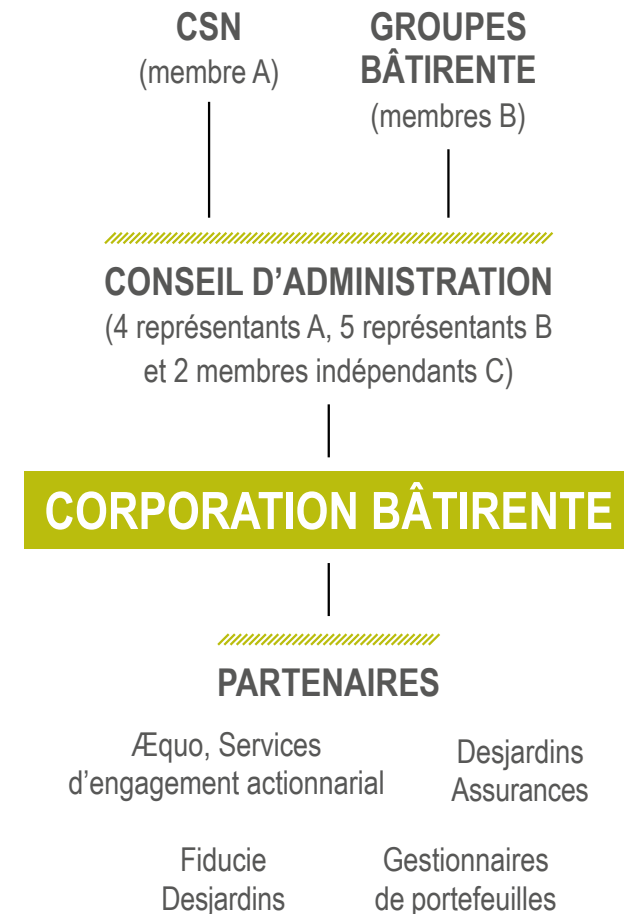 CSN
(membre A)
GROUPES
BÂTIRENTE
(membres B)
CONSEIL D'ADMINISTRATION
(4 représentants A, 5 représentants B
et 2 membres indépendants C)
CORPORATION BÂTIRENTE
PARTENAIRES
Æquo, Services
d'engagement actionnarial
Desjardins
Assurances
Fiducie
Desjardins
Gestionnaires
de portefeuilles